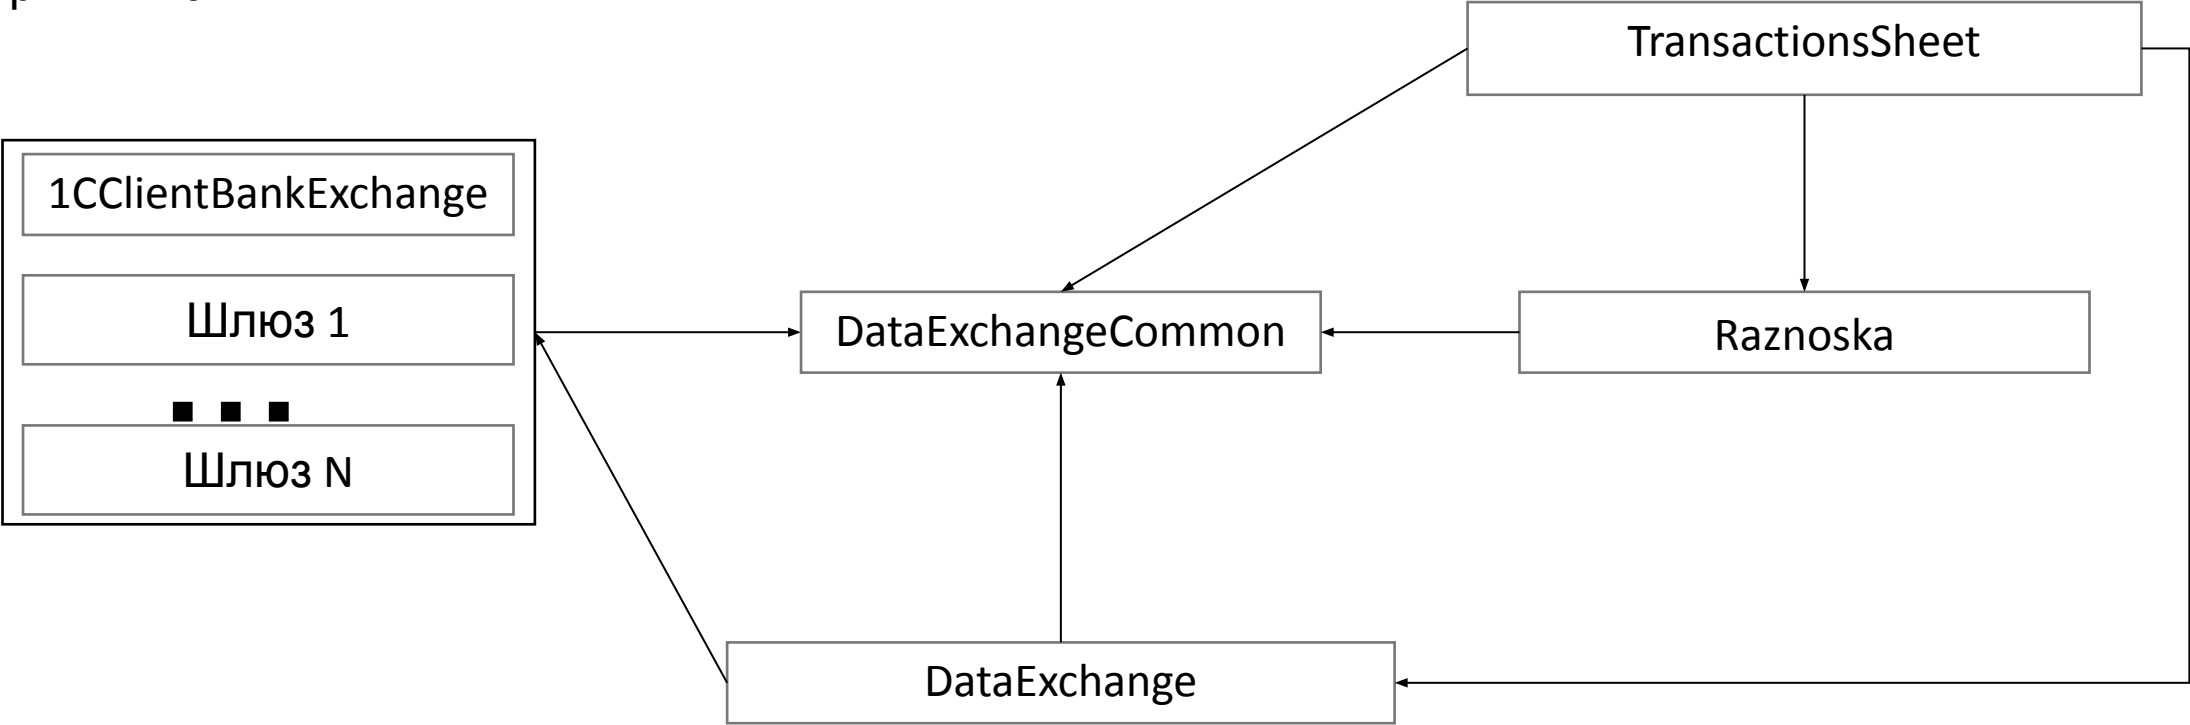 TransactionsSheet
1CClientBankExchange
Шлюз 1
DataExchangeCommon
Raznoska
Шлюз N
DataExchange